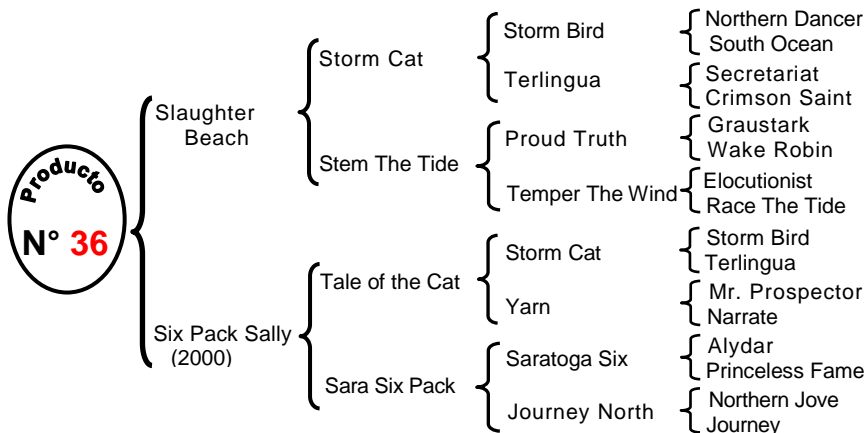 Producto
N° 36
Slaughter
Beach
Six Pack Sally
(2000)
Storm Cat
Stem The Tide
Tale of the Cat
Sara Six Pack
Storm Bird
Terlingua
Proud Truth
Temper The Wind
Storm Cat
Yarn
Saratoga Six
Journey North
Northern Dancer
South Ocean
Secretariat
Crimson Saint
Graustark
Wake Robin
Elocutionist
Race The Tide
Storm Bird
Terlingua
Mr. Prospector
Narrate
Alydar
Princeless Fame
Northern Jove
Journey